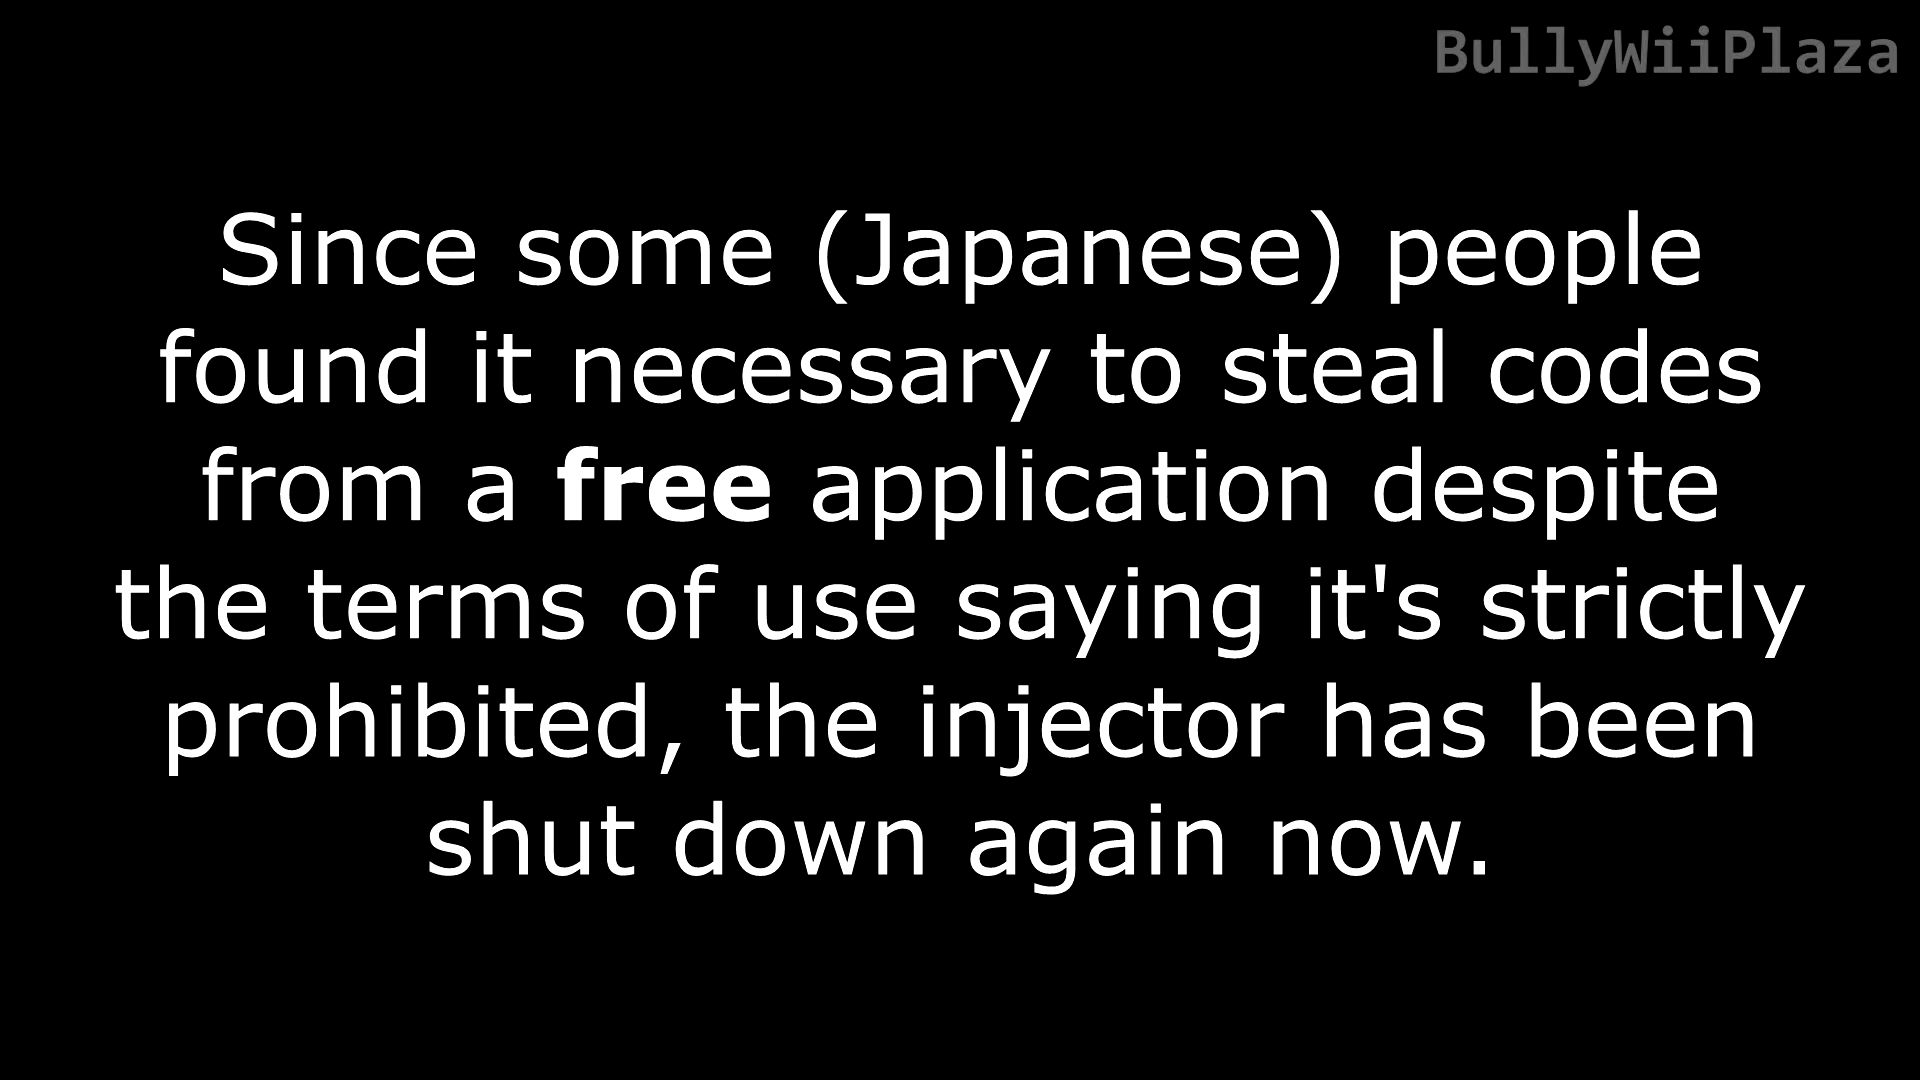 BullyWiiPlaza
Since some (Japanese) people
found it necessary to steal codes
from a free application despite
the terms of use saying it's strictly
prohibited, the injector has been
shut down again now.